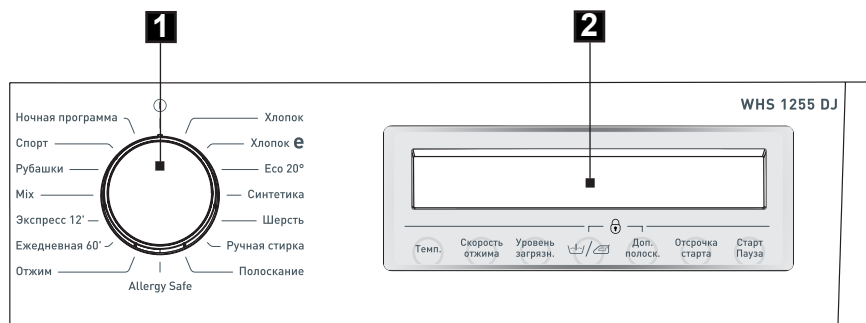 1
2
WHS 1255 DJ
Ночная программа
Спорт
Рубашки
Mix
Экспресс 12'
Ежедневная 60'
Отжим
Allergy Safe
Хлопок
Хлопок e
Eco 20°
Синтетика
Шерсть
Ручная стирка
Полоскание
Темп.
Скорость
отжима
Уровень
загрязн.
Доп.
полоск.
Отсрочка
старта
Старт
Пауза